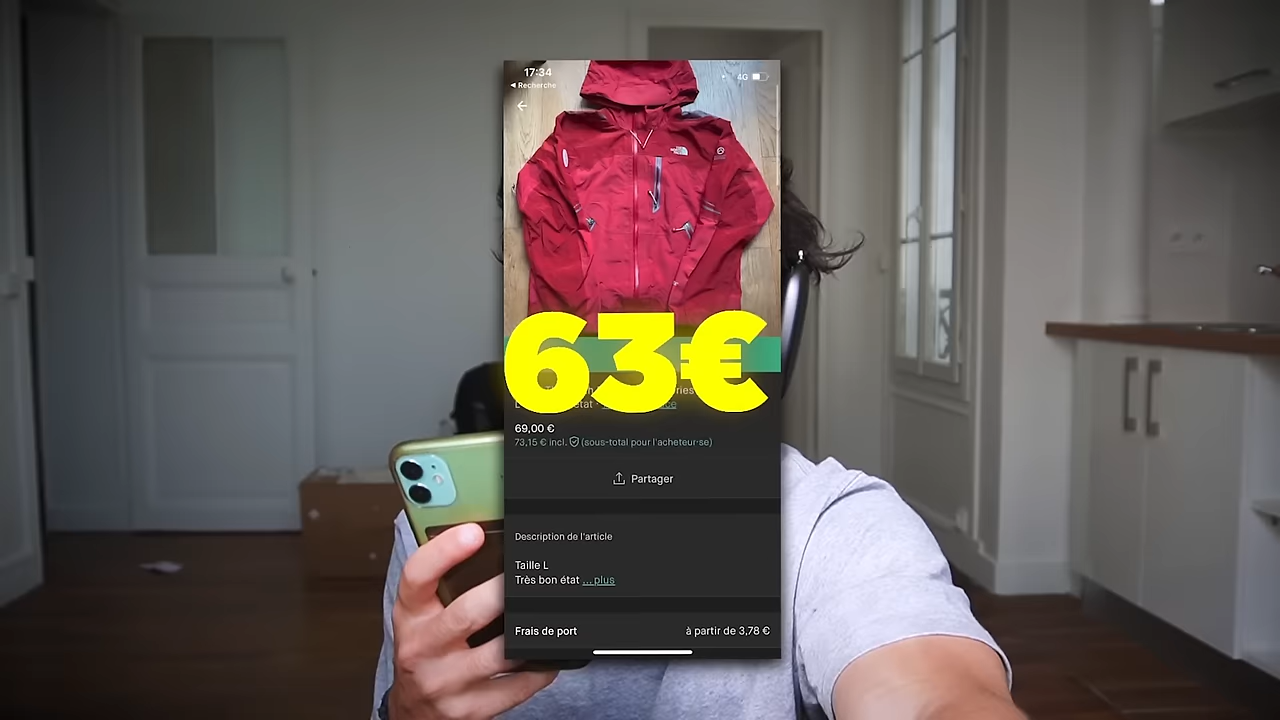 17:34
4G
◀ Recherche
63€
69,00 €
73,15 € incl. (sous-total pour l'acheteur·se)
Partager
Description de l'article
Taille L
Très bon état ... plus
Frais de port
à partir de 3,78 €